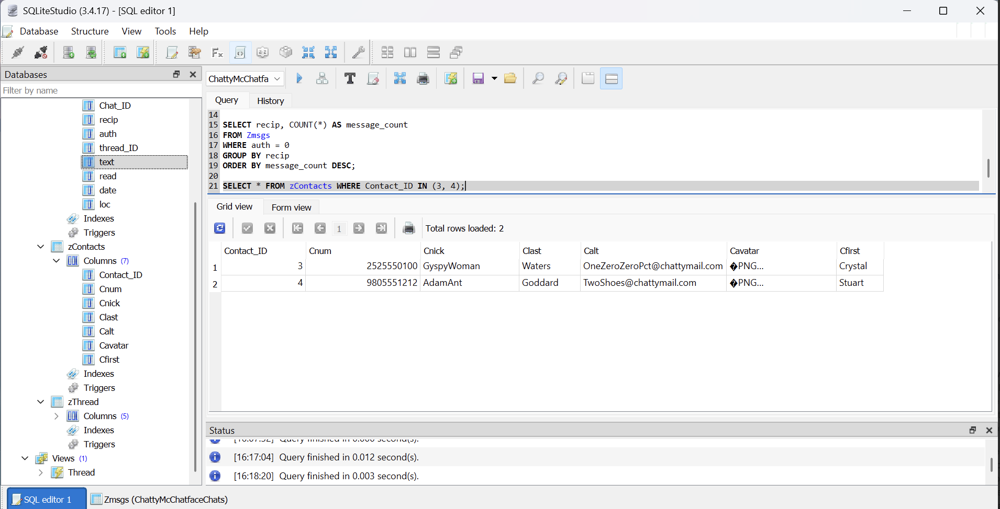 SQLiteStudio (3.4.17) - [SQL editor 1]
Database Structure View Tools Help
Databases
Filter by name
Chat_ID
recip
auth
thread_ID
text
read
date
loc
Indexes
Triggers
zContacts
Columns (7)
Contact_ID
Cnum
Cnick
Clast
Calt
Cavatar
Cfirst
Indexes
Triggers
zThread
Columns (5)
Indexes
Triggers
Views (1)
Thread
ChattyMcChatfa
Query History
14
15 SELECT recip, COUNT(*) AS message_count
16 FROM Zmsgs
17 WHERE auth = 0
18 GROUP BY recip
19 ORDER BY message_count DESC;
20
21 SELECT * FROM zContacts WHERE Contact_ID IN (3, 4);
Grid view Form view
1 Total rows loaded: 2
Contact_ID Cnum Cnick Clast Calt Cavatar Cfirst
1 3 2525550100 GyspyWoman Waters OneZeroZeroPct@chattymail.com �PNG... Crystal
2 4 9805551212 AdamAnt Goddard TwoShoes@chattymail.com �PNG... Stuart
Status
Query finished in 0.000 second(s).
[16:17:04] Query finished in 0.012 second(s).
[16:18:20] Query finished in 0.003 second(s).
SQL editor 1 Zmsgs (ChattyMcChatfaceChats)